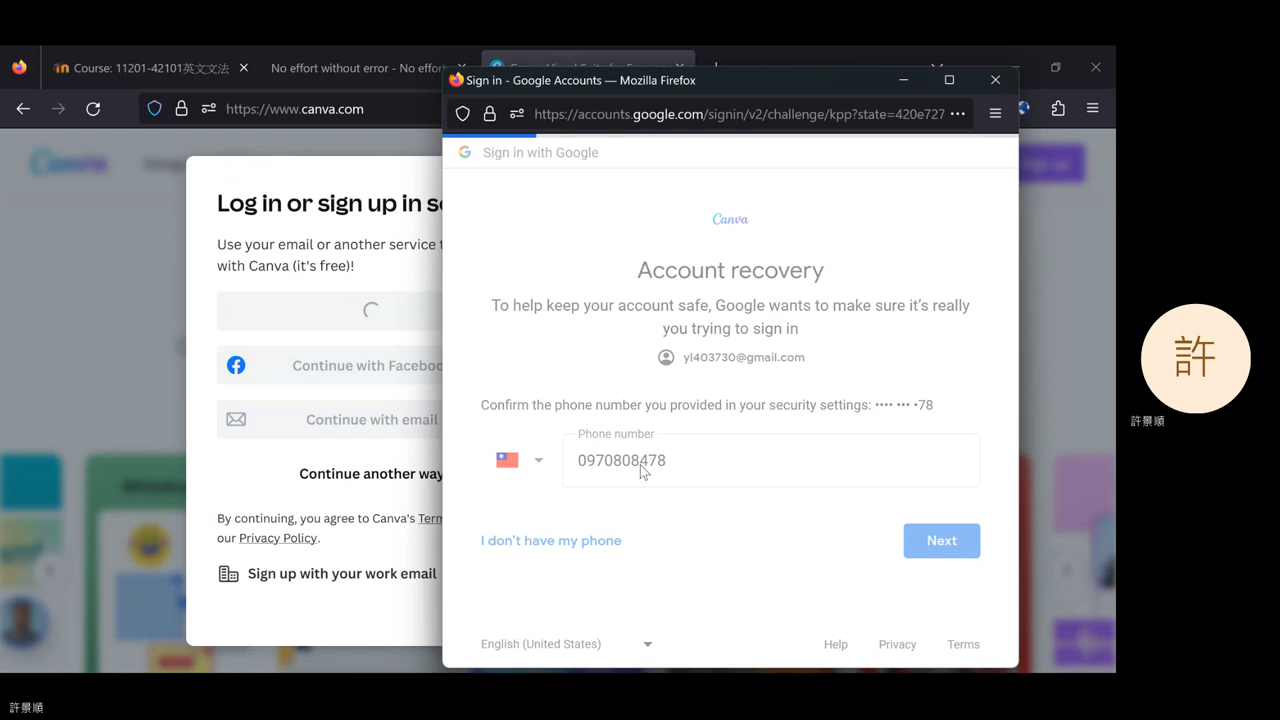 Course: 11201-42101英文文法
No effort without error - No effor
Sign in - Google Accounts — Mozilla Firefox
https://www.canva.com
https://accounts.google.com/signin/v2/challenge/kpp?state=420e727
Sign in with Google
Canva
Log in or sign up in se
Use your email or another service t
with Canva (it's free)!
Continue with Faceboo
Continue with email
Continue another way
By continuing, you agree to Canva's Term
our Privacy Policy.
Sign up with your work email
Account recovery
To help keep your account safe, Google wants to make sure it's really
you trying to sign in
yl403730@gmail.com
Confirm the phone number you provided in your security settings: •••• ••• •78
Phone number
0970808478
I don't have my phone
Next
English (United States)
Help Privacy Terms
許
許景順
許景順